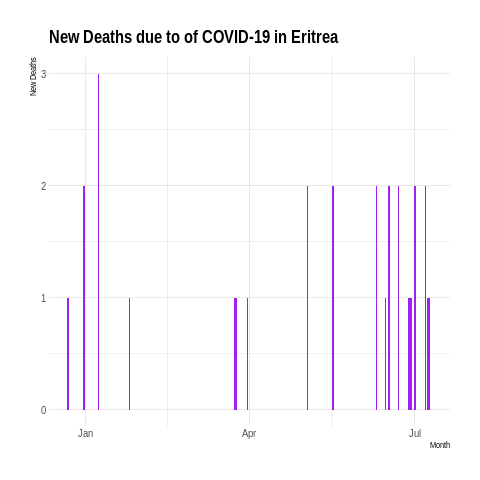 New Deaths due to of COVID-19 in Eritrea
New Deaths
3
2
1
0
Jan Apr Jul
Month